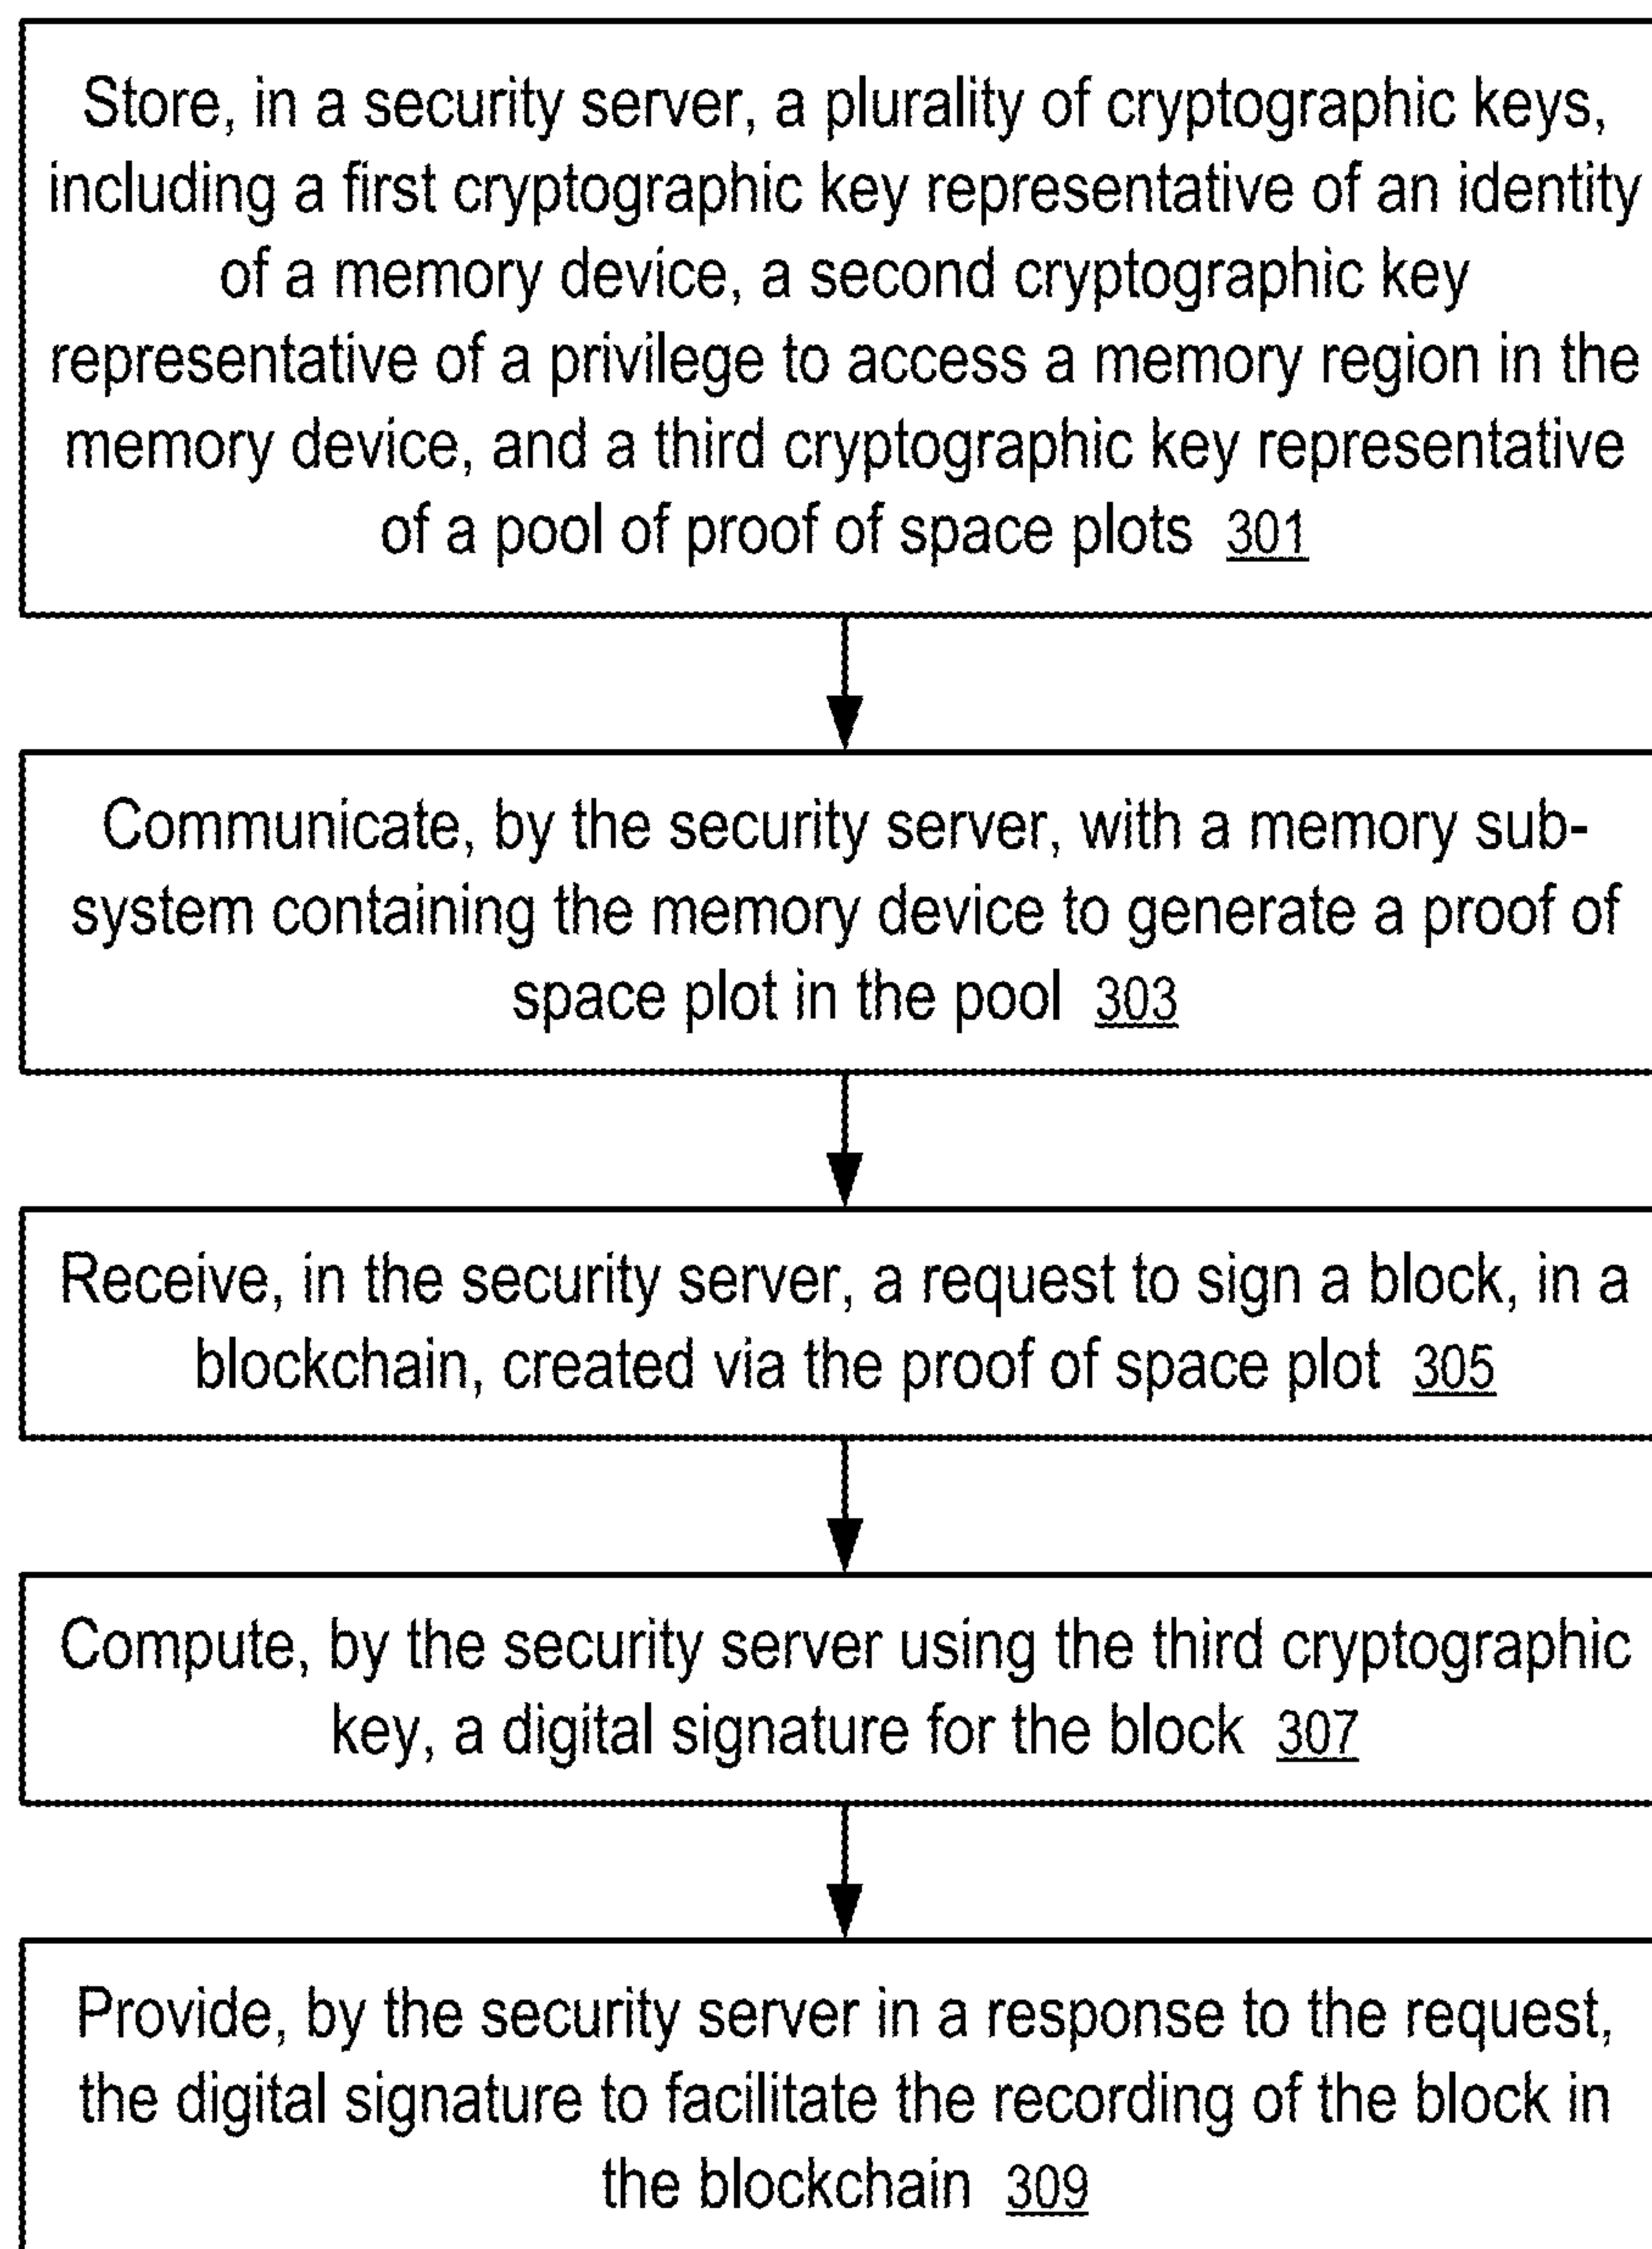 Store, in a security server, a plurality of cryptographic keys,
including a first cryptographic key representative of an identity
of a memory device, a second cryptographic key
representative of a privilege to access a memory region in the
memory device, and a third cryptographic key representative
of a pool of proof of space plots 301
Communicate, by the security server, with a memory sub-
system containing the memory device to generate a proof of
space plot in the pool 303
Receive, in the security server, a request to sign a block, in a
blockchain, created via the proof of space plot 305
Compute, by the security server using the third cryptographic
key, a digital signature for the block 307
Provide, by the security server in a response to the request,
the digital signature to facilitate the recording of the block in
the blockchain 309